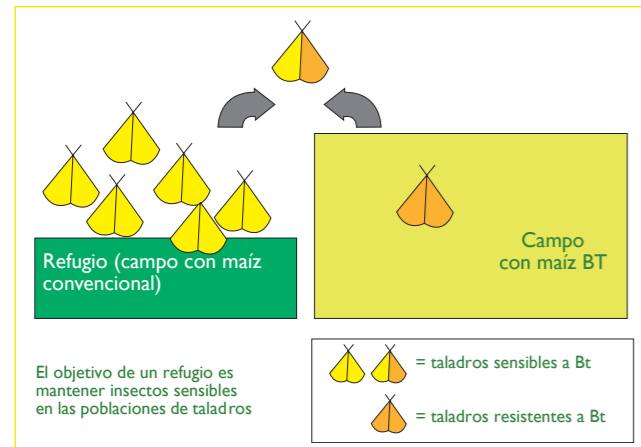 Refugio (campo con maíz
convencional)
Campo
con maíz BT
El objetivo de un refugio es
mantener insectos sensibles
en las poblaciones de taladros
= taladros sensibles a Bt
= taladros resistentes a Bt